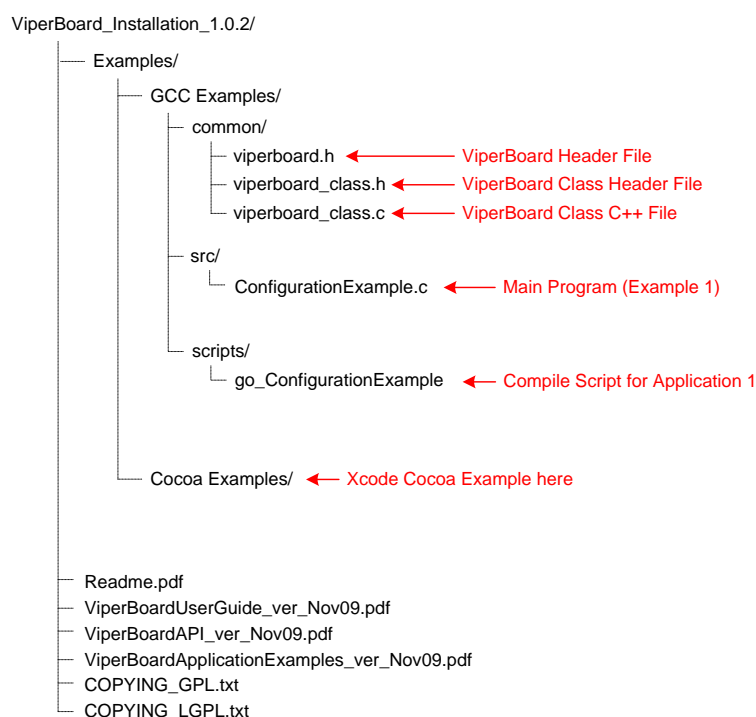 ViperBoard_Installation_1.0.2/
Examples/
GCC Examples/
common/
viperboard.h ViperBoard Header File
viperboard_class.h ViperBoard Class Header File
viperboard_class.c ViperBoard Class C++ File
src/
ConfigurationExample.c Main Program (Example 1)
scripts/
go_ConfigurationExample Compile Script for Application 1
Cocoa Examples/ Xcode Cocoa Example here
Readme.pdf
ViperBoardUserGuide_ver_Nov09.pdf
ViperBoardAPI_ver_Nov09.pdf
ViperBoardApplicationExamples_ver_Nov09.pdf
COPYING_GPL.txt
COPYING_LGPL.txt